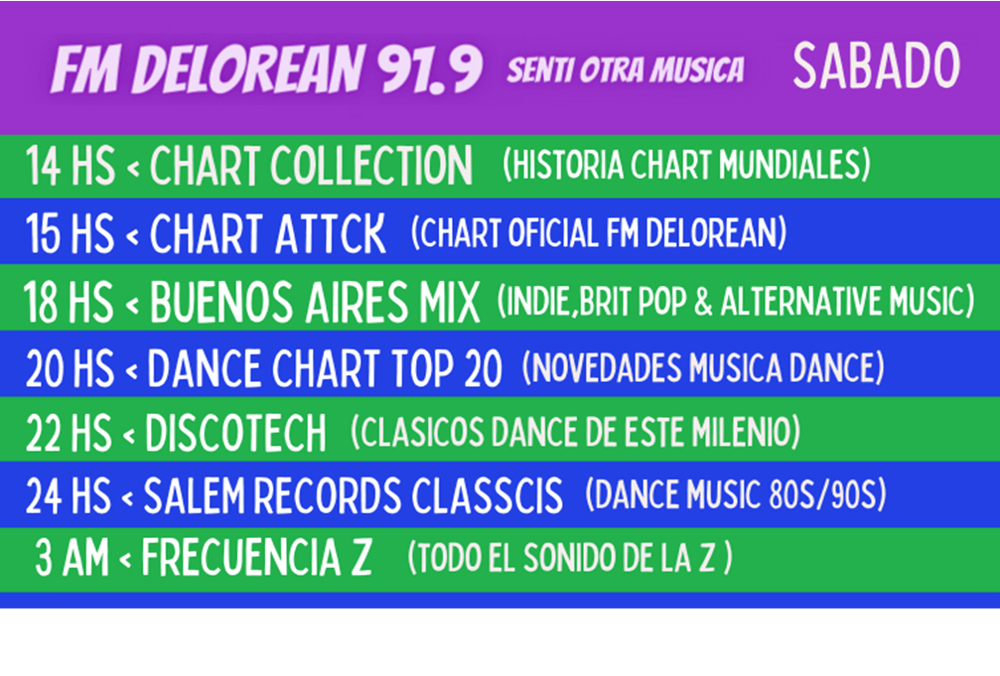 FM DELOREAN 91.9 SENTI OTRA MUSICA SABADO
14 HS < CHART COLLECTION (HISTORIA CHART MUNDIALES)
15 HS < CHART ATTCK (CHART OFICIAL FM DELOREAN)
18 HS < BUENOS AIRES MIX (INDIE,BRIT POP & ALTERNATIVE MUSIC)
20 HS < DANCE CHART TOP 20 (NOVEDADES MUSICA DANCE)
22 HS < DISCOTECH (CLASICOS DANCE DE ESTE MILENIO)
24 HS < SALEM RECORDS CLASSCIS (DANCE MUSIC 80S/90S)
3 AM < FRECUENCIA Z (TODO EL SONIDO DE LA Z )